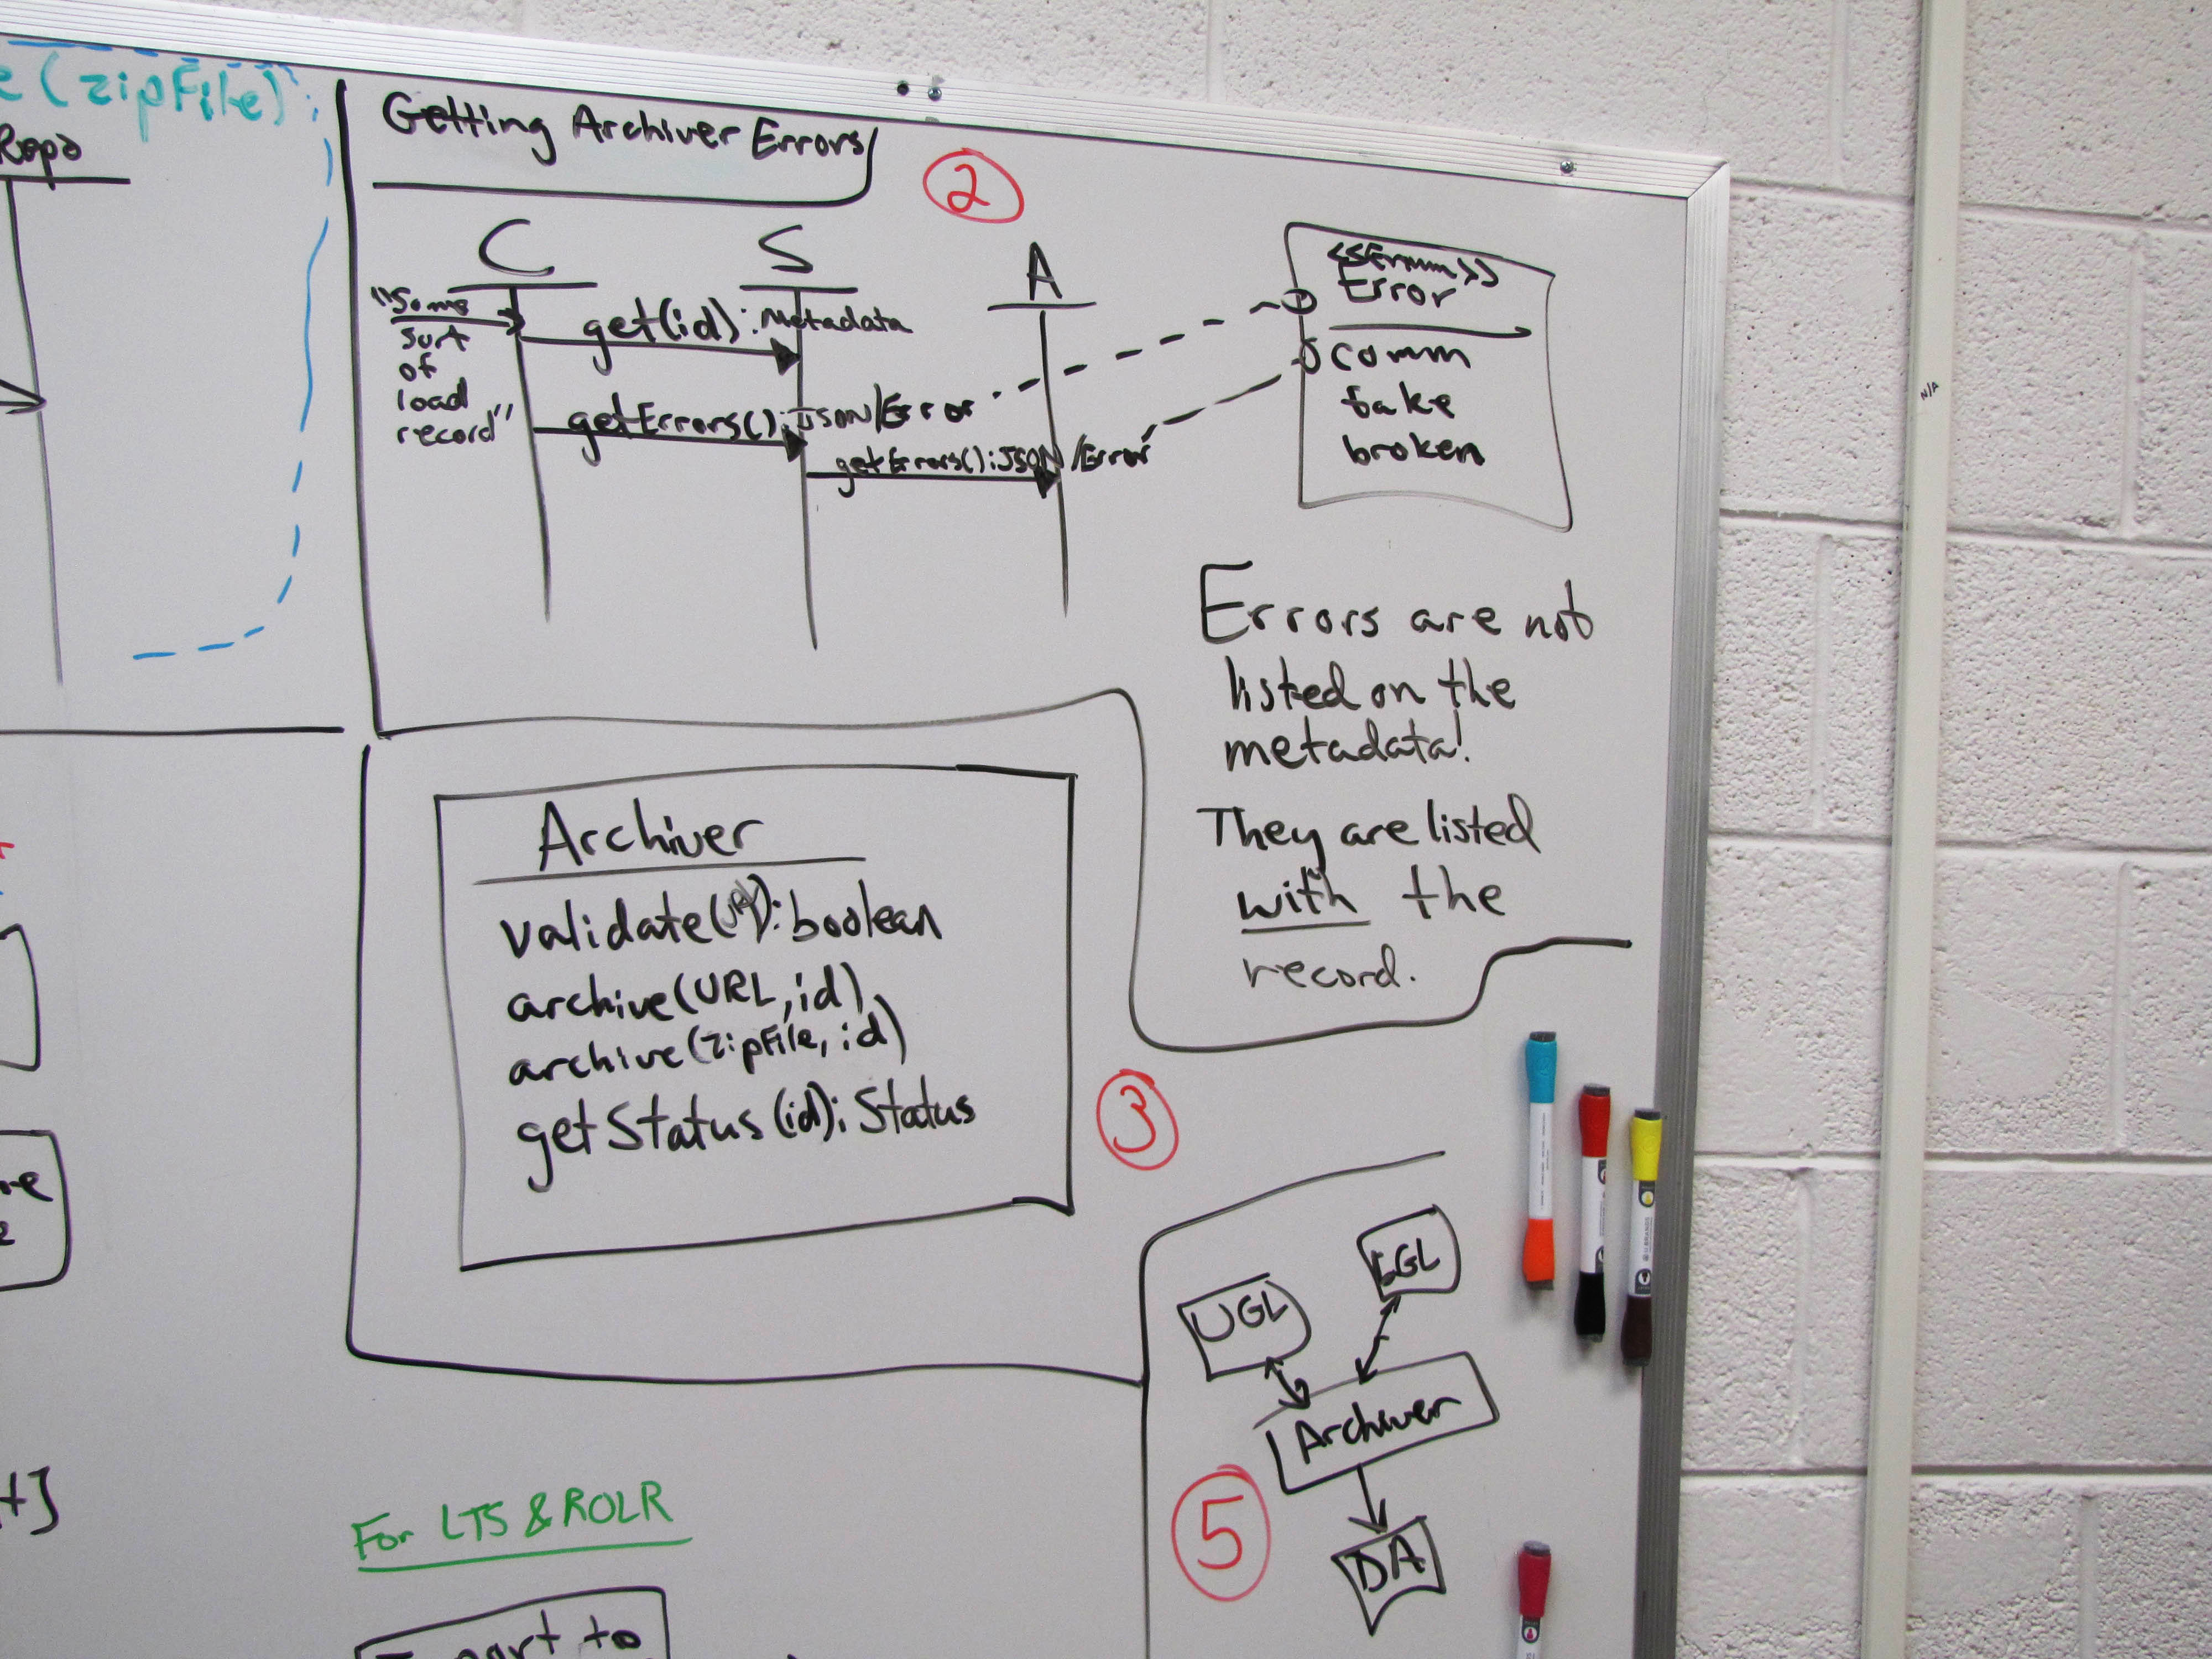 e (zipFile);
Repo
Getting Archiver Errors
2
C
S
A
"Some
sort
of
load
record"
get(id): Metadata
getErrors(): JSON/Error
getErrors(): JSON/Error
Error
comm
fake
broken
Errors are not
listed on the
metadata!
They are listed
with the
record.
Archiver
validate( ): boolean
archive(URL, id)
archive(zipFile, id)
getStatus(id): Status
3
UGL
LGL
Archiver
DA
5
re
e
t]
For LTS & ROLR
port to
N/A